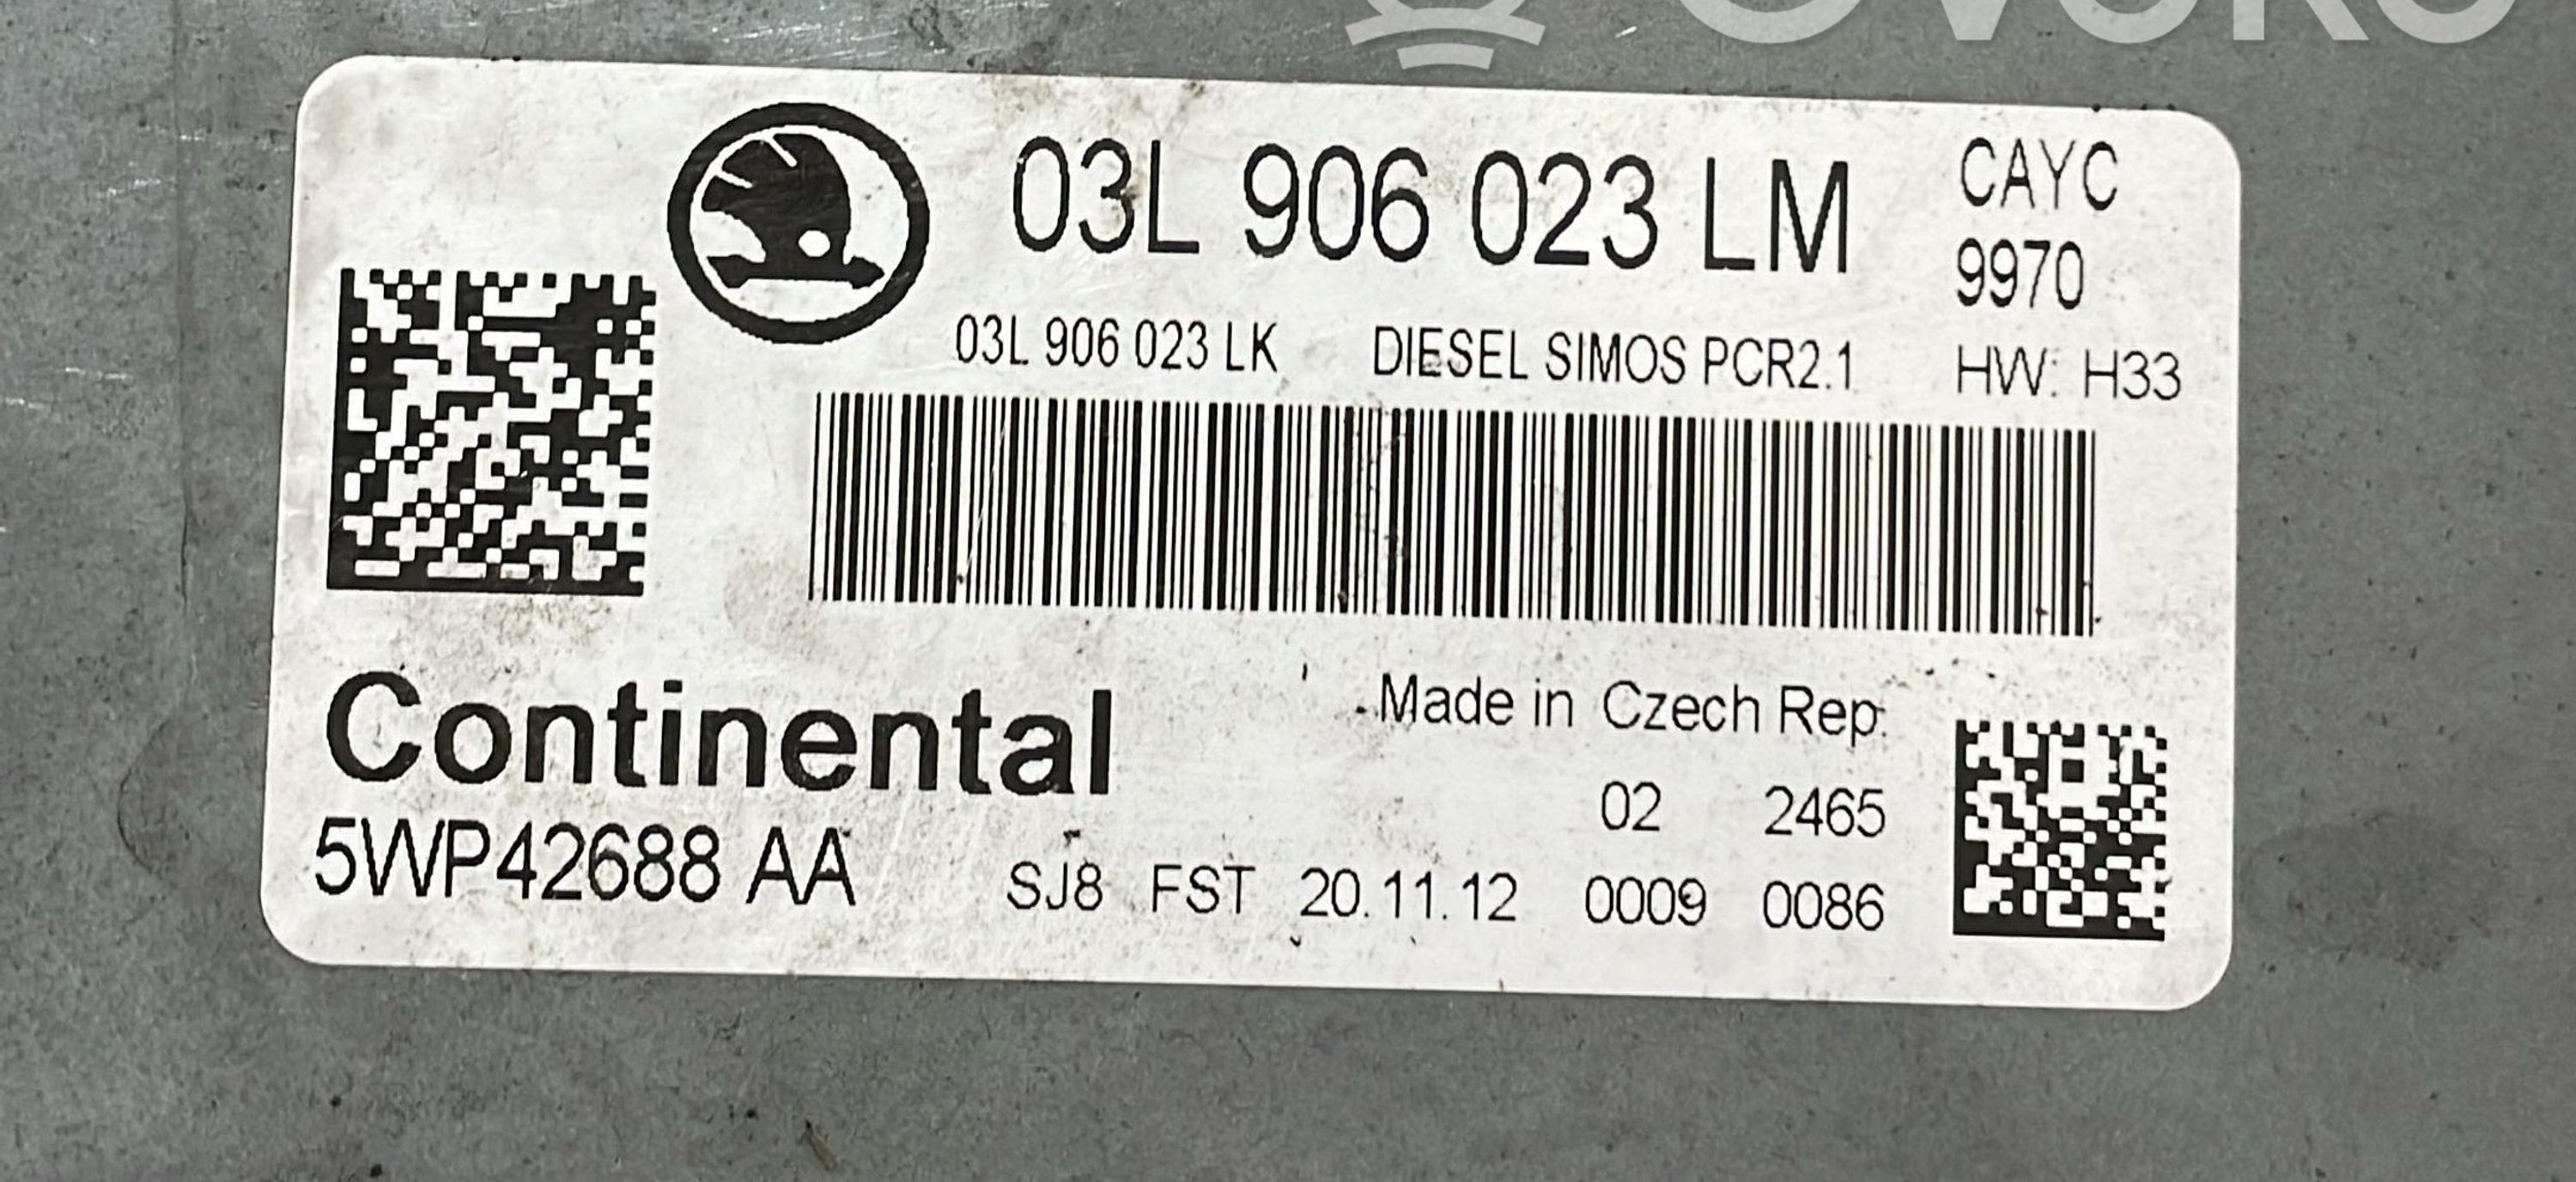 03L 906 023 LM
CAYC
9970
03L 906 023 LK DIESEL SIMOS PCR2.1 HW: H33
Continental
Made in Czech Rep.
5WP42688 AA
02 2465
SJ8 FST 20.11.12 0009 0086